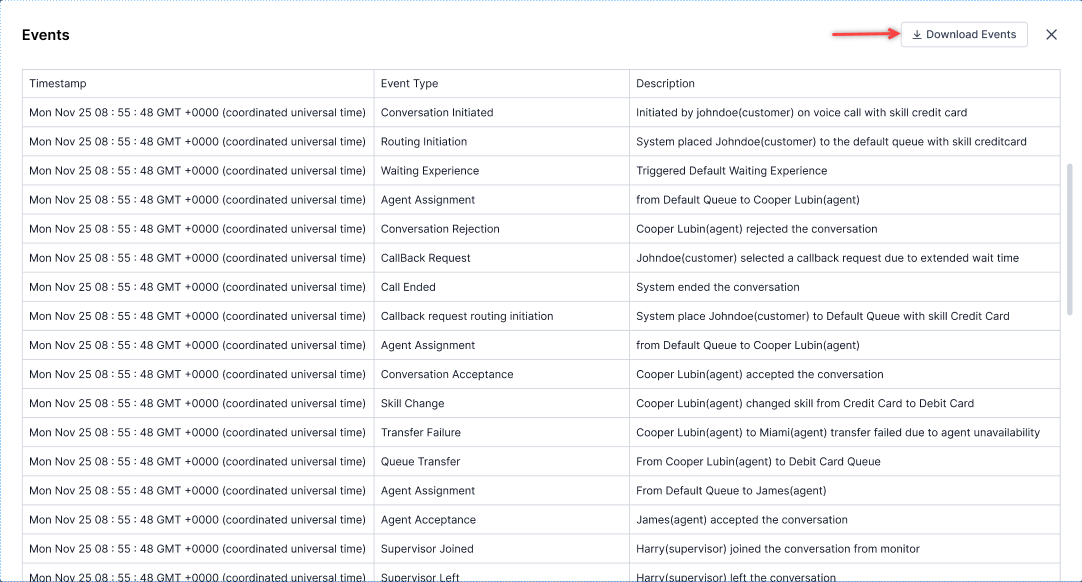 Events
Download Events
Timestamp Event Type Description
Mon Nov 25 08 : 55 : 48 GMT +0000 (coordinated universal time) Conversation Initiated Initiated by johndoe(customer) on voice call with skill credit card
Mon Nov 25 08 : 55 : 48 GMT +0000 (coordinated universal time) Routing Initiation System placed Johndoe(customer) to the default queue with skill creditcard
Mon Nov 25 08 : 55 : 48 GMT +0000 (coordinated universal time) Waiting Experience Triggered Default Waiting Experience
Mon Nov 25 08 : 55 : 48 GMT +0000 (coordinated universal time) Agent Assignment from Default Queue to Cooper Lubin(agent)
Mon Nov 25 08 : 55 : 48 GMT +0000 (coordinated universal time) Conversation Rejection Cooper Lubin(agent) rejected the conversation
Mon Nov 25 08 : 55 : 48 GMT +0000 (coordinated universal time) CallBack Request Johndoe(customer) selected a callback request due to extended wait time
Mon Nov 25 08 : 55 : 48 GMT +0000 (coordinated universal time) Call Ended System ended the conversation
Mon Nov 25 08 : 55 : 48 GMT +0000 (coordinated universal time) Callback request routing initiation System place Johndoe(customer) to Default Queue with skill Credit Card
Mon Nov 25 08 : 55 : 48 GMT +0000 (coordinated universal time) Agent Assignment from Default Queue to Cooper Lubin(agent)
Mon Nov 25 08 : 55 : 48 GMT +0000 (coordinated universal time) Conversation Acceptance Cooper Lubin(agent) accepted the conversation
Mon Nov 25 08 : 55 : 48 GMT +0000 (coordinated universal time) Skill Change Cooper Lubin(agent) changed skill from Credit Card to Debit Card
Mon Nov 25 08 : 55 : 48 GMT +0000 (coordinated universal time) Transfer Failure Cooper Lubin(agent) to Miami(agent) transfer failed due to agent unavailability
Mon Nov 25 08 : 55 : 48 GMT +0000 (coordinated universal time) Queue Transfer From Cooper Lubin(agent) to Debit Card Queue
Mon Nov 25 08 : 55 : 48 GMT +0000 (coordinated universal time) Agent Assignment From Default Queue to James(agent)
Mon Nov 25 08 : 55 : 48 GMT +0000 (coordinated universal time) Agent Acceptance James(agent) accepted the conversation
Mon Nov 25 08 : 55 : 48 GMT +0000 (coordinated universal time) Supervisor Joined Harry(supervisor) joined the conversation from monitor
Mon Nov 25 08 : 55 : 48 GMT +0000 (coordinated universal time) Supervisor Left Harry(supervisor) left the conversation